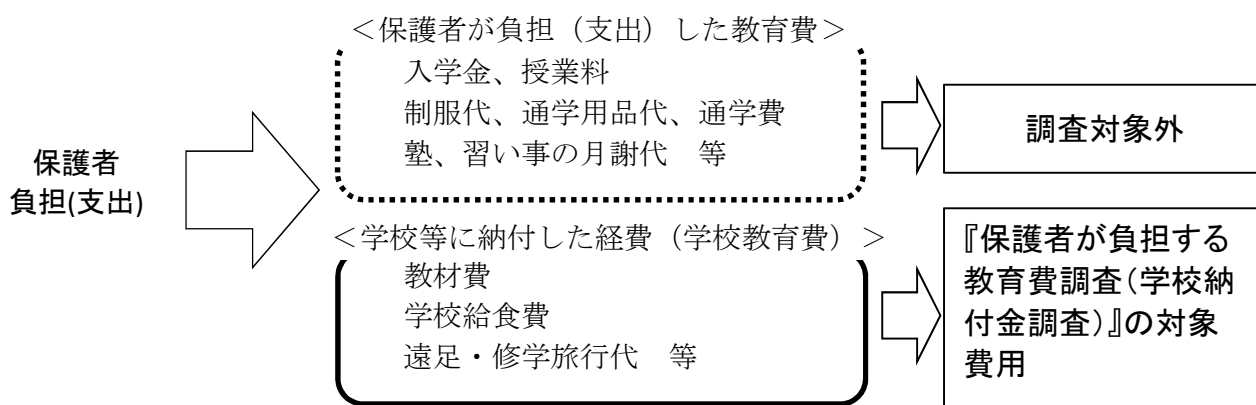 保護者
負担(支出)
＜保護者が負担（支出）した教育費＞
入学金、授業料
制服代、通学用品代、通学費
塾、習い事の月謝代　等
調査対象外
＜学校等に納付した経費（学校教育費）＞
教材費
学校給食費
遠足・修学旅行代　等
『保護者が負担する
教育費調査（学校納
付金調査）』の対象
費用